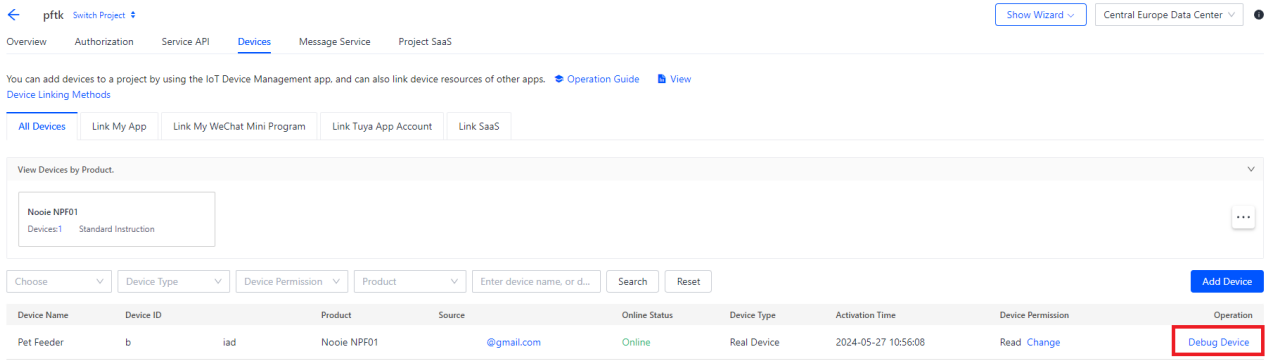 pftk Switch Project Show Wizard Central Europe Data Center
Overview Authorization Service API Devices Message Service Project SaaS
You can add devices to a project by using the IoT Device Management app, and can also link device resources of other apps. Operation Guide View
Device Linking Methods
All Devices Link My App Link My WeChat Mini Program Link Tuya App Account Link SaaS
View Devices by Product.
Nooie NPF01
Devices:1 Standard Instruction
Choose Device Type Device Permission Product Enter device name, or d... Search Reset Add Device
Device Name Device ID Product Source Online Status Device Type Activation Time Device Permission Operation
Pet Feeder b iad Nooie NPF01 @gmail.com Online Real Device 2024-05-27 10:56:08 Read Change Debug Device